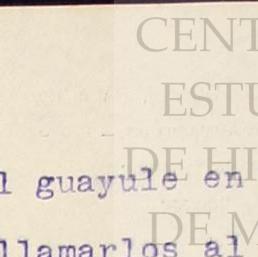 CENT
ESTU
DE HI
l guayule en
DE M
llamarlos al